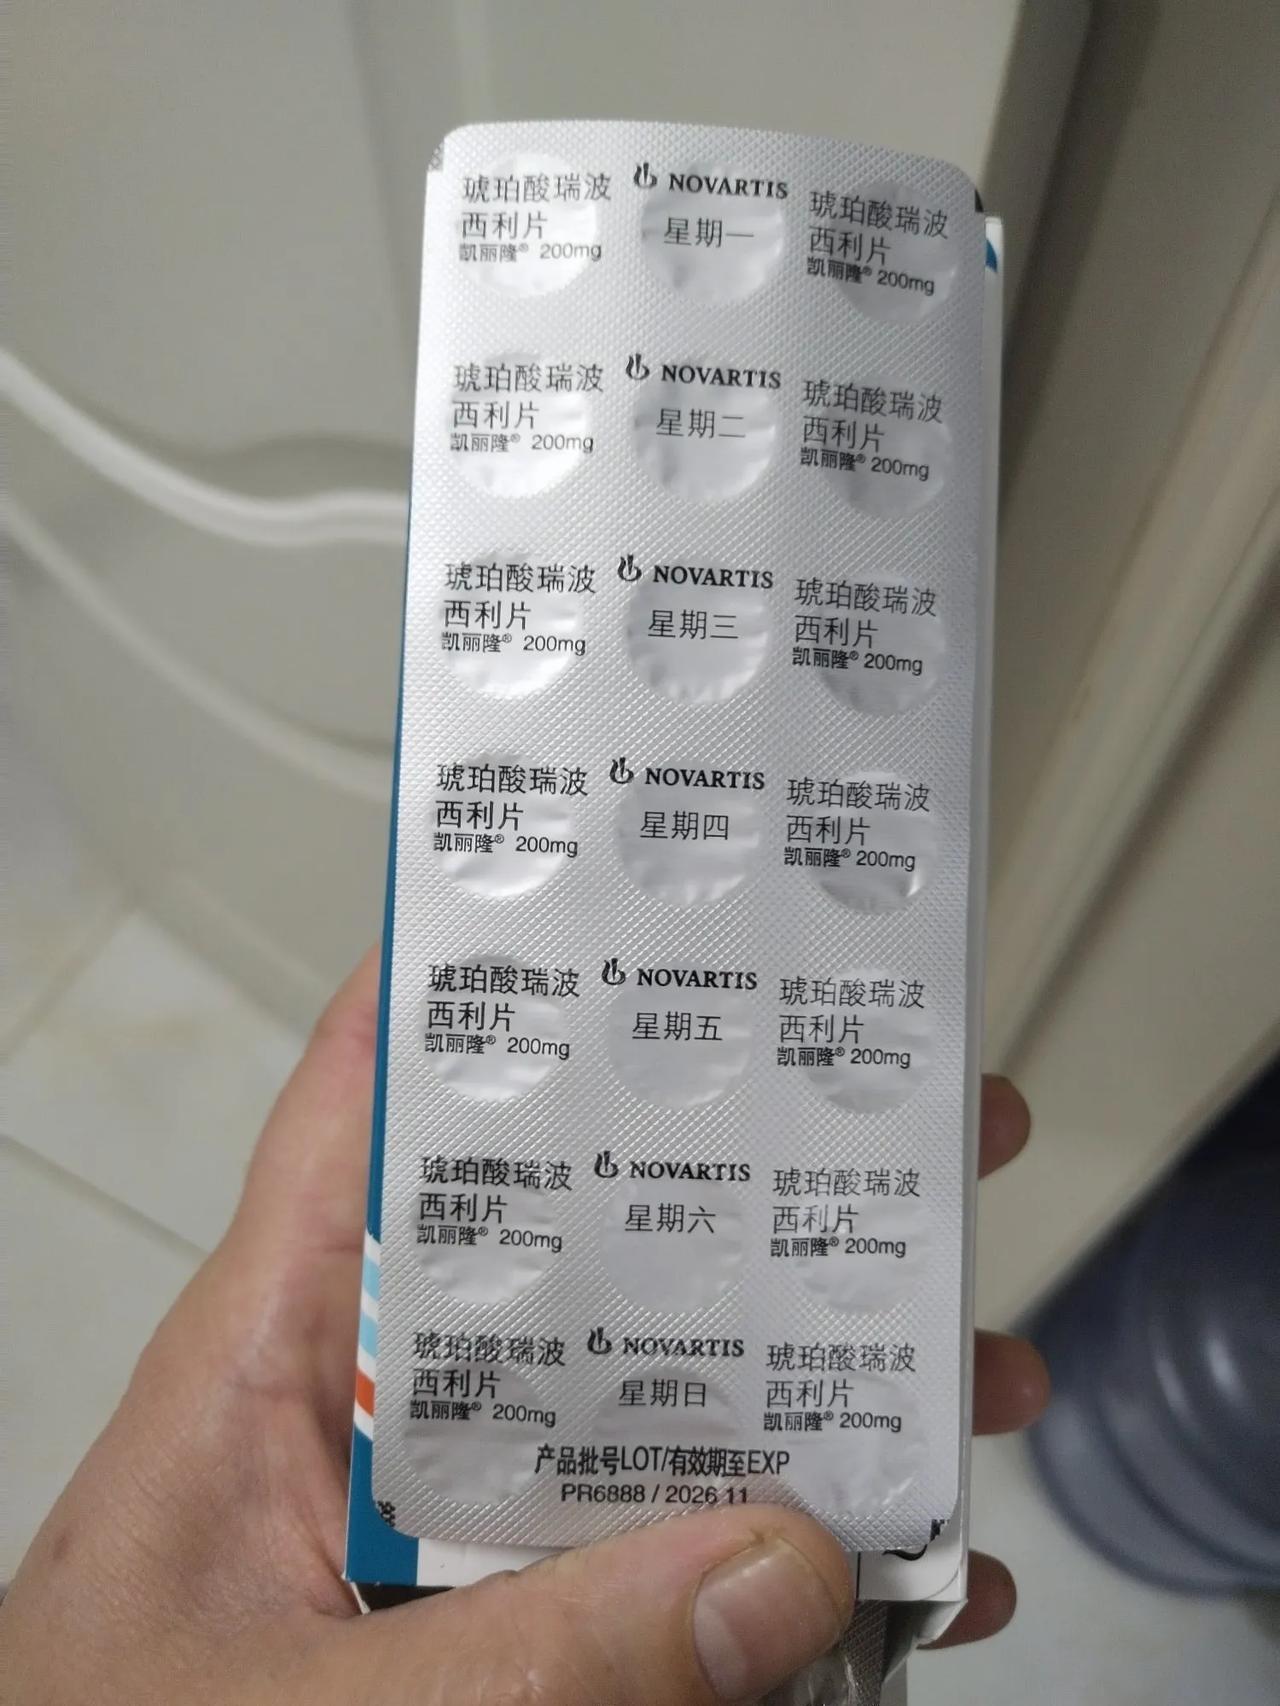 琥珀酸瑞波
西利片
凯丽隆® 200mg
NOVARTIS
星期一
琥珀酸瑞波
西利片
凯丽隆® 200mg
琥珀酸瑞波
西利片
凯丽隆® 200mg
NOVARTIS
星期二
琥珀酸瑞波
西利片
凯丽隆® 200mg
琥珀酸瑞波
西利片
凯丽隆® 200mg
NOVARTIS
星期三
琥珀酸瑞波
西利片
凯丽隆® 200mg
琥珀酸瑞波
西利片
凯丽隆® 200mg
NOVARTIS
星期四
琥珀酸瑞波
西利片
凯丽隆® 200mg
琥珀酸瑞波
西利片
凯丽隆® 200mg
NOVARTIS
星期五
琥珀酸瑞波
西利片
凯丽隆® 200mg
琥珀酸瑞波
西利片
凯丽隆® 200mg
NOVARTIS
星期六
琥珀酸瑞波
西利片
凯丽隆® 200mg
琥珀酸瑞波
西利片
凯丽隆® 200mg
NOVARTIS
星期日
琥珀酸瑞波
西利片
凯丽隆® 200mg
产品批号LOT/有效期至EXP
PR6888 / 2026 11